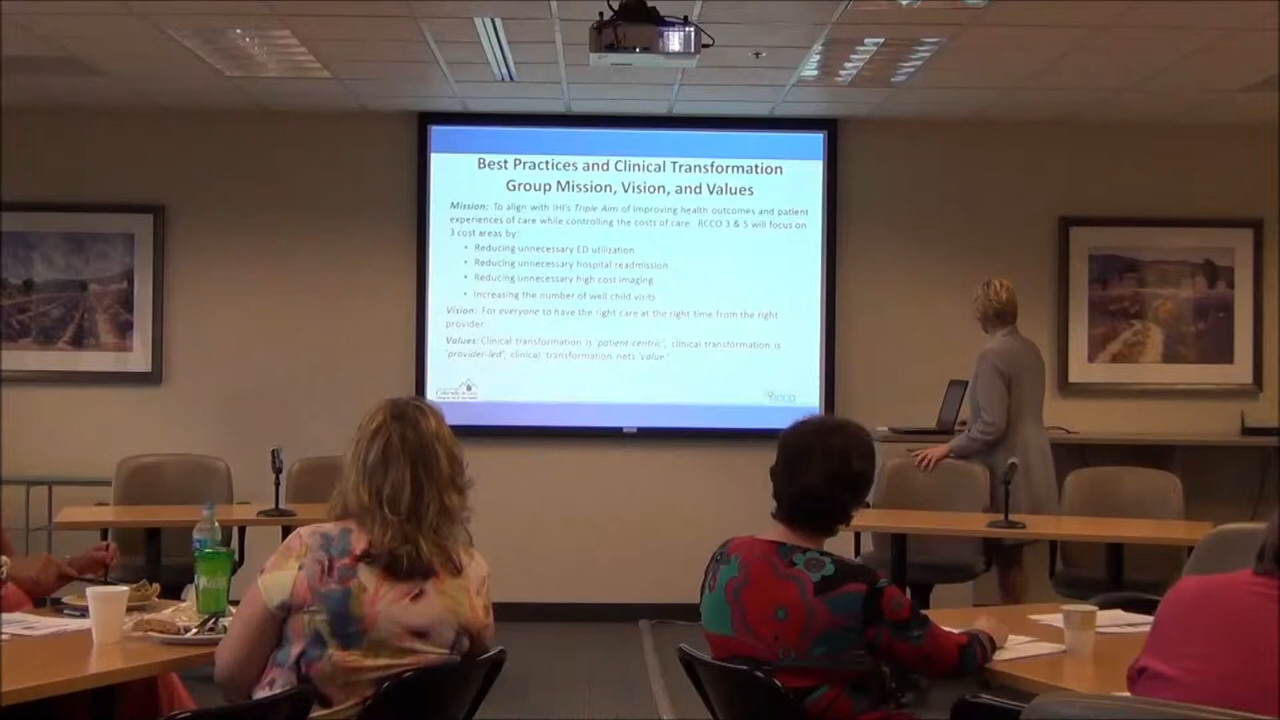 Best Practices and Clinical Transformation
Group Mission, Vision, and Values
Mission: To align with IHI's Triple Aim of improving health outcomes and patient
experiences of care while controlling the costs of care. RCCO 3 & 5 will focus on
3 cost areas by:
• Reducing unnecessary ED utilization
• Reducing unnecessary hospital readmission
• Reducing unnecessary high cost imaging
• Increasing the number of well child visits
Vision: For everyone to have the right care at the right time from the right
provider.
Values: Clinical transformation is 'patient-centric', clinical transformation is
'provider-led', clinical transformation nets 'value.'
Colorado
RCCO